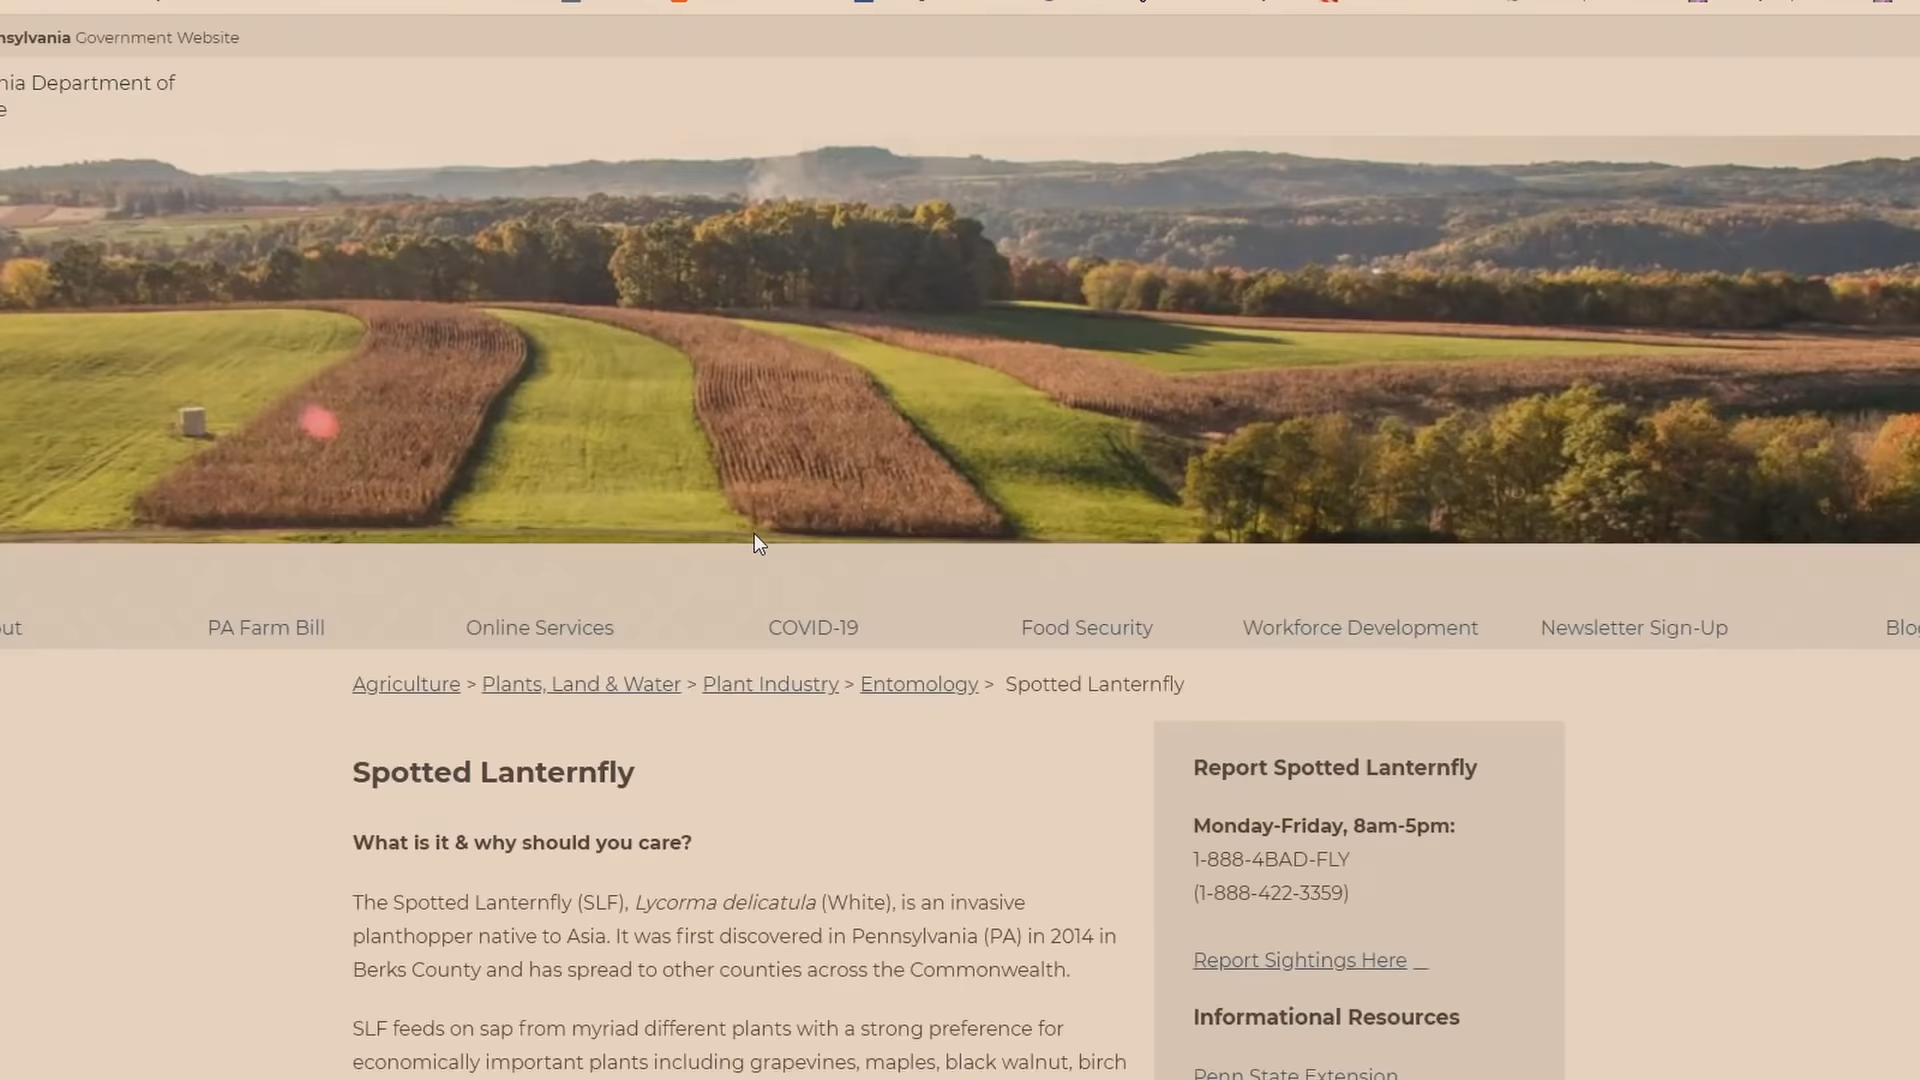 nsylvania Government Website
nia Department of
e
out
PA Farm Bill
Online Services
COVID-19
Food Security
Workforce Development
Newsletter Sign-Up
Blo
Agriculture > Plants, Land & Water > Plant Industry > Entomology > Spotted Lanternfly
Spotted Lanternfly
What is it & why should you care?
The Spotted Lanternfly (SLF), Lycorma delicatula (White), is an invasive
planthopper native to Asia. It was first discovered in Pennsylvania (PA) in 2014 in
Berks County and has spread to other counties across the Commonwealth.
SLF feeds on sap from myriad different plants with a strong preference for
economically important plants including grapevines, maples, black walnut, birch
Report Spotted Lanternfly
Monday-Friday, 8am-5pm:
1-888-4BAD-FLY
(1-888-422-3359)
Report Sightings Here
Informational Resources
Penn State Extension